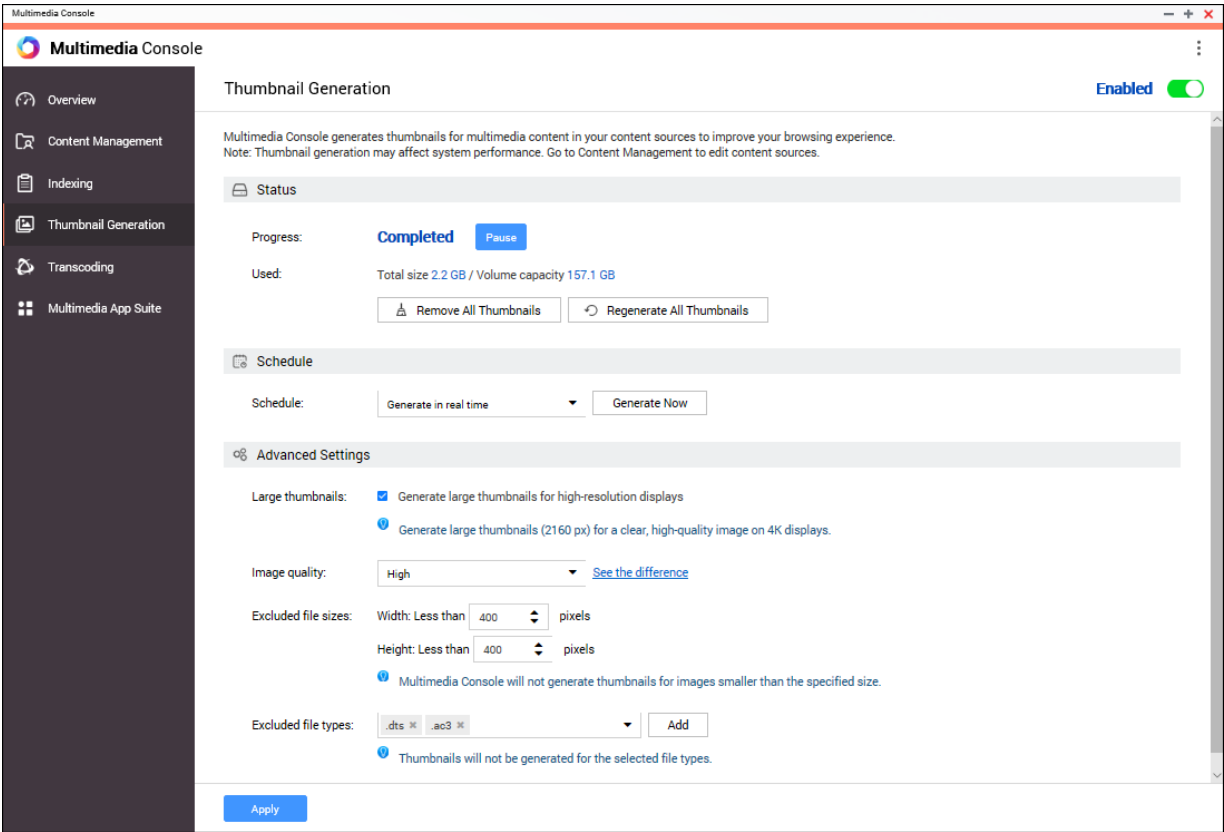 Multimedia Console
Multimedia Console
Overview
Content Management
Indexing
Thumbnail Generation
Transcoding
Multimedia App Suite
Thumbnail Generation
Enabled
Multimedia Console generates thumbnails for multimedia content in your content sources to improve your browsing experience.
Note: Thumbnail generation may affect system performance. Go to Content Management to edit content sources.
Status
Progress: Completed Pause
Used: Total size 2.2 GB / Volume capacity 157.1 GB
Remove All Thumbnails Regenerate All Thumbnails
Schedule
Schedule: Generate in real time Generate Now
Advanced Settings
Large thumbnails: Generate large thumbnails for high-resolution displays
Generate large thumbnails (2160 px) for a clear, high-quality image on 4K displays.
Image quality: High See the difference
Excluded file sizes: Width: Less than 400 pixels
Height: Less than 400 pixels
Multimedia Console will not generate thumbnails for images smaller than the specified size.
Excluded file types: .dts .ac3 Add
Thumbnails will not be generated for the selected file types.
Apply